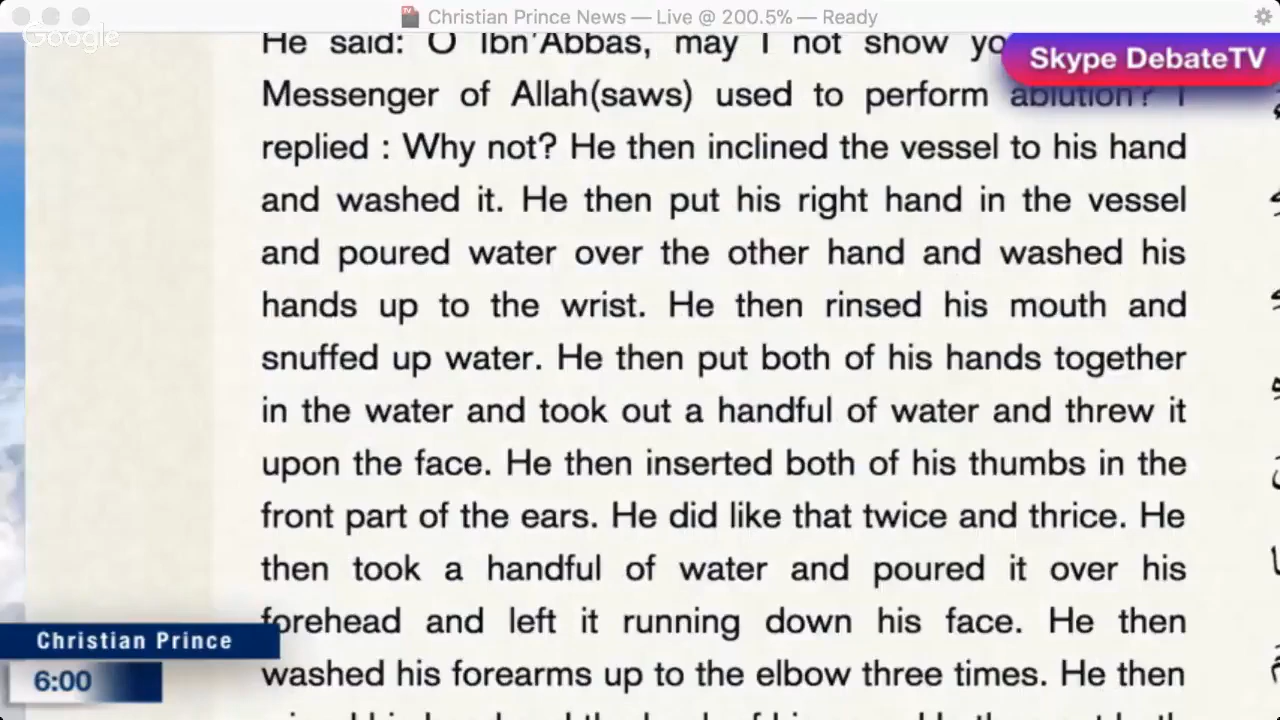 Christian Prince News — Live @ 200.5% — Ready
Google
Skype DebateTV
He said: O Ibn'Abbas, may I not show
Messenger of Allah(saws) used to perform ablution? I
replied : Why not? He then inclined the vessel to his hand
and washed it. He then put his right hand in the vessel
and poured water over the other hand and washed his
hands up to the wrist. He then rinsed his mouth and
snuffed up water. He then put both of his hands together
in the water and took out a handful of water and threw it
upon the face. He then inserted both of his thumbs in the
front part of the ears. He did like that twice and thrice. He
then took a handful of water and poured it over his
forehead and left it running down his face. He then
washed his forearms up to the elbow three times. He then
Christian Prince
6:00